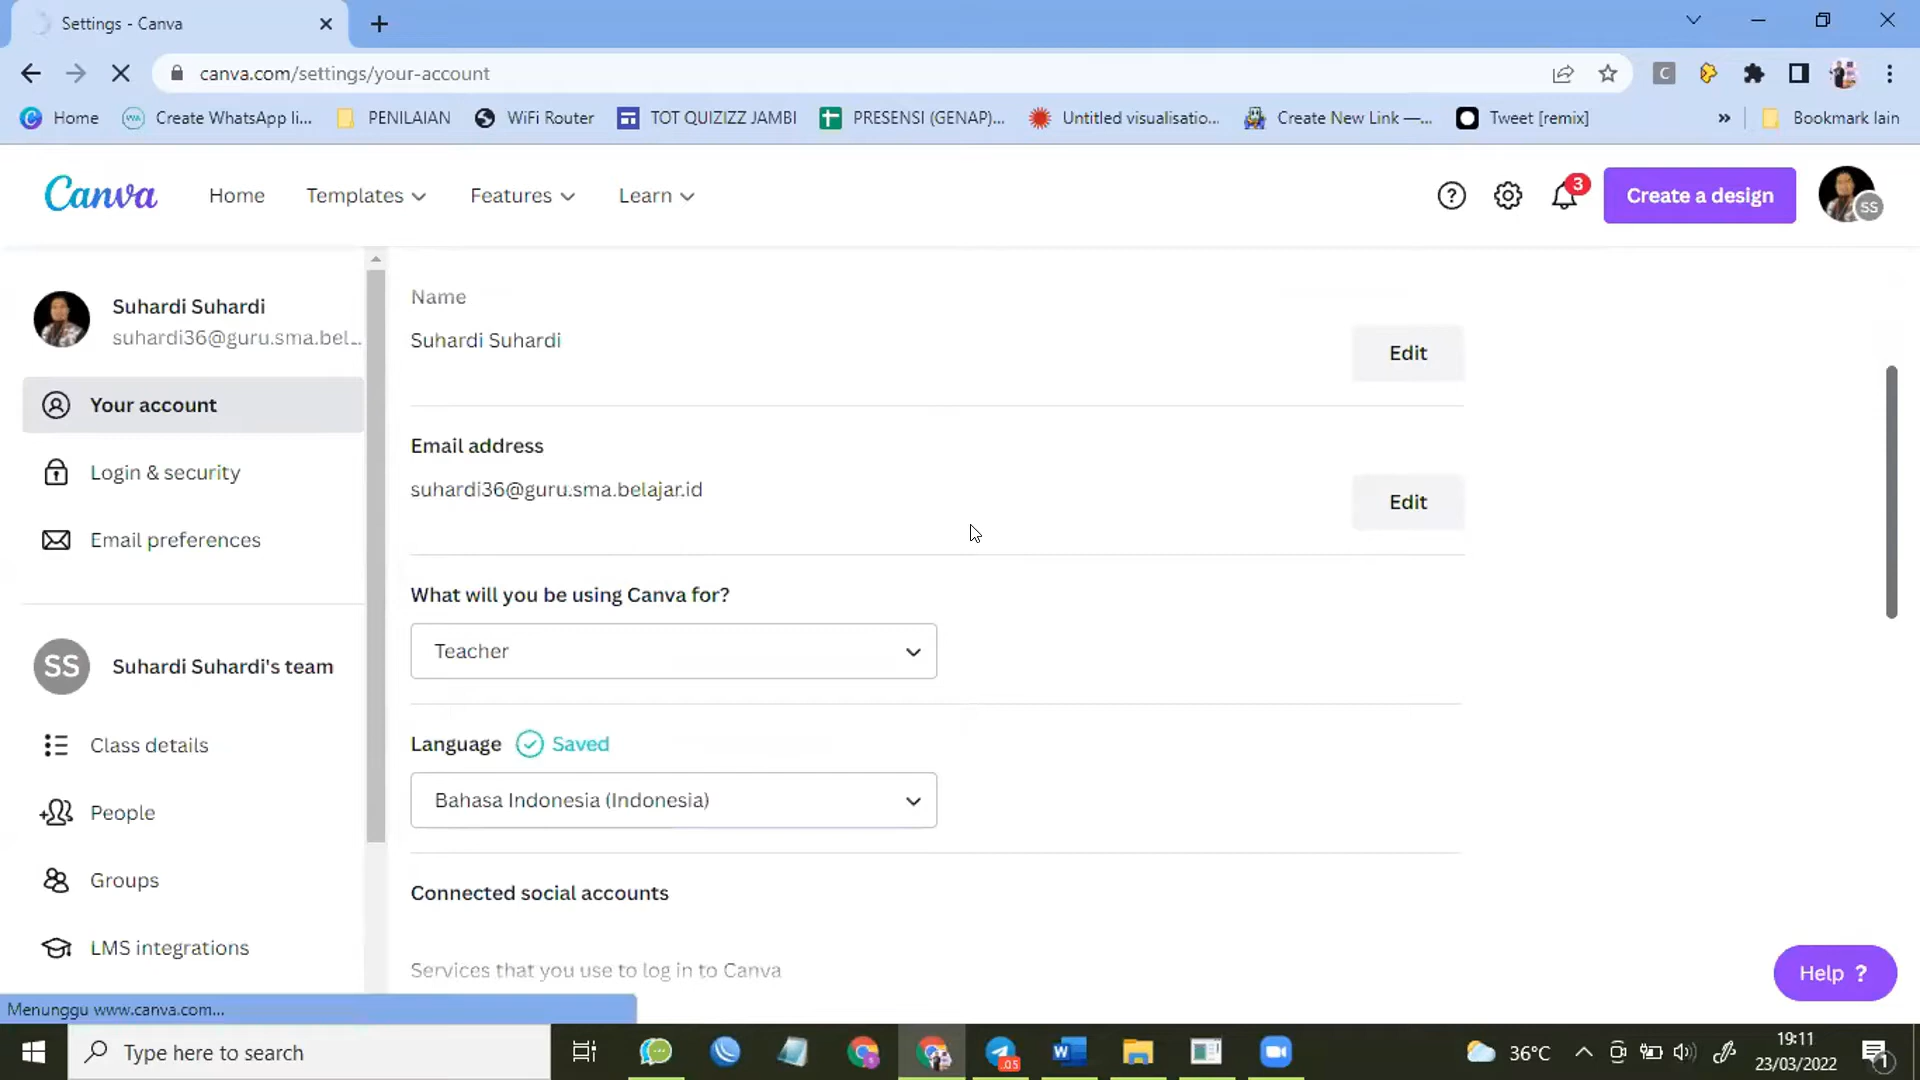 Settings - Canva
canva.com/settings/your-account
C
Home
Create WhatsApp li...
PENILAIAN
WiFi Router
TOT QUIZIZZ JAMBI
PRESENSI (GENAP)...
Untitled visualisatio...
Create New Link —...
Tweet [remix]
»
Bookmark lain
Canva
Home
Templates
Features
Learn
3
Create a design
SS
Suhardi Suhardi
suhardi36@guru.sma.bel...
Your account
Login & security
Email preferences
SS
Suhardi Suhardi's team
Class details
People
Groups
LMS integrations
Name
Suhardi Suhardi
Edit
Email address
suhardi36@guru.sma.belajar.id
Edit
What will you be using Canva for?
Teacher
Language
Saved
Bahasa Indonesia (Indonesia)
Connected social accounts
Services that you use to log in to Canva
Help ?
Menunggu www.canva.com...
Type here to search
.05
W
36°C
19:11
23/03/2022
1